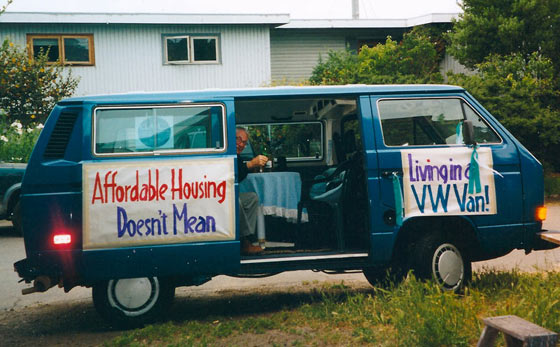 Affordable Housing
Doesn't Mean
Living in a
VW Van!